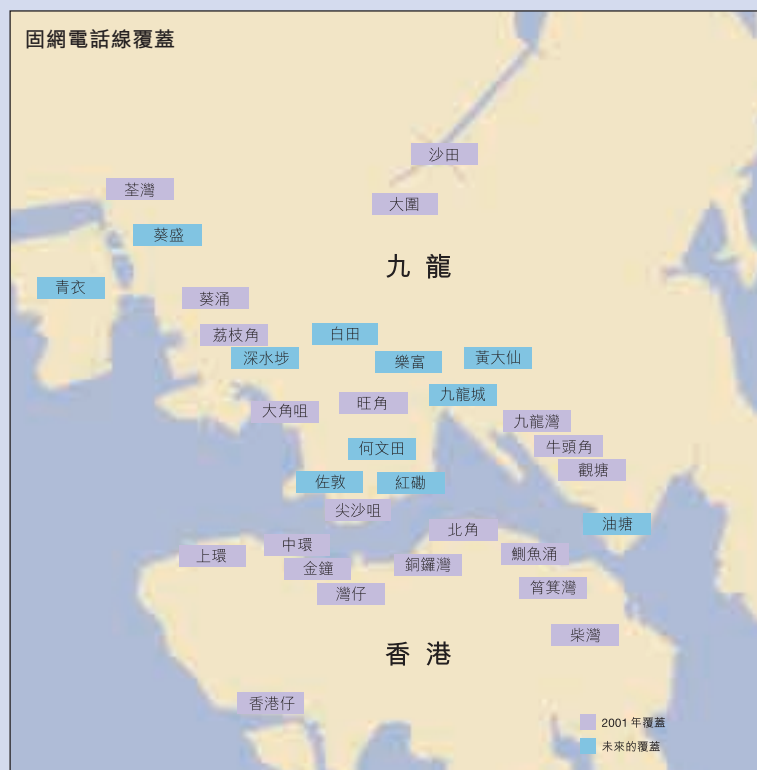 固網電話線覆蓋
沙田
荃灣
大圍
葵盛
九龍
青衣
葵涌
荔枝角
白田
深水埗
樂富
黃大仙
九龍城
旺角
大角咀
九龍灣
牛頭角
何文田
觀塘
佐敦
紅磡
尖沙咀
油塘
北角
中環
上環
鰂魚涌
銅鑼灣
金鐘
筲箕灣
灣仔
柴灣
香港
香港仔
2001年覆蓋
未來的覆蓋